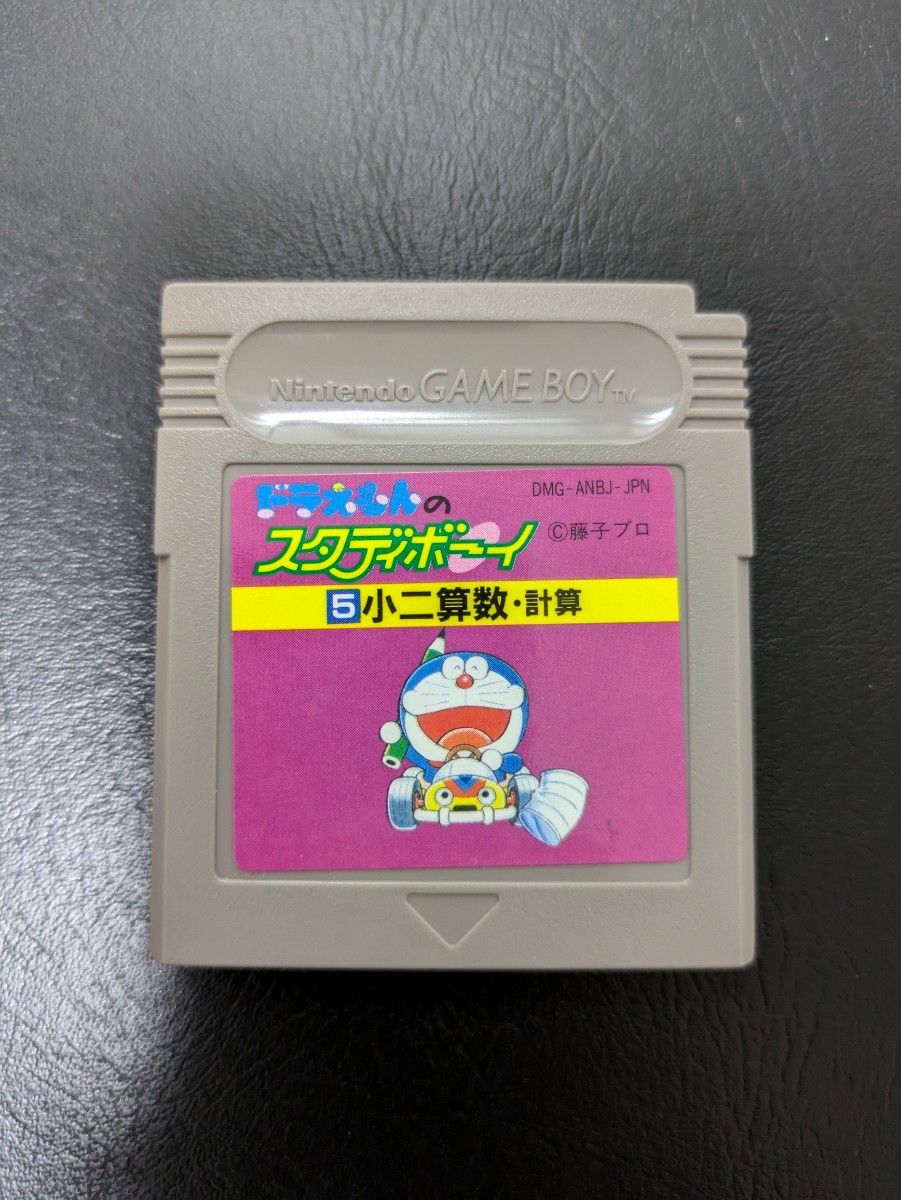 Nintendo GAME BOY TM
ドラえもんの
DMG-ANBJ-JPN
スタディボーイ
©藤子プロ
5 小二算数・計算